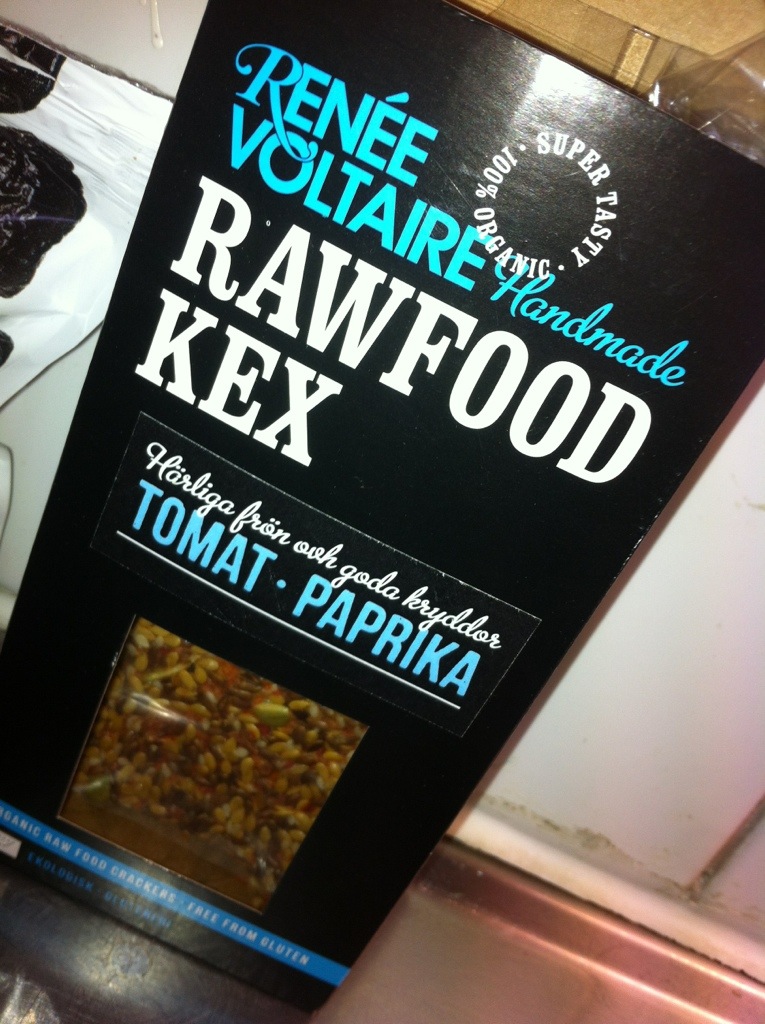 RENÉE
VOLTAIRE
100% ORGANIC · SUPER TASTY ·
Handmade
RAWFOOD
KEX
Härliga frön ovh goda kryddor
TOMAT · PAPRIKA
ORGANIC RAW FOOD CRACKERS · FREE FROM GLUTEN
EKOLOGISK